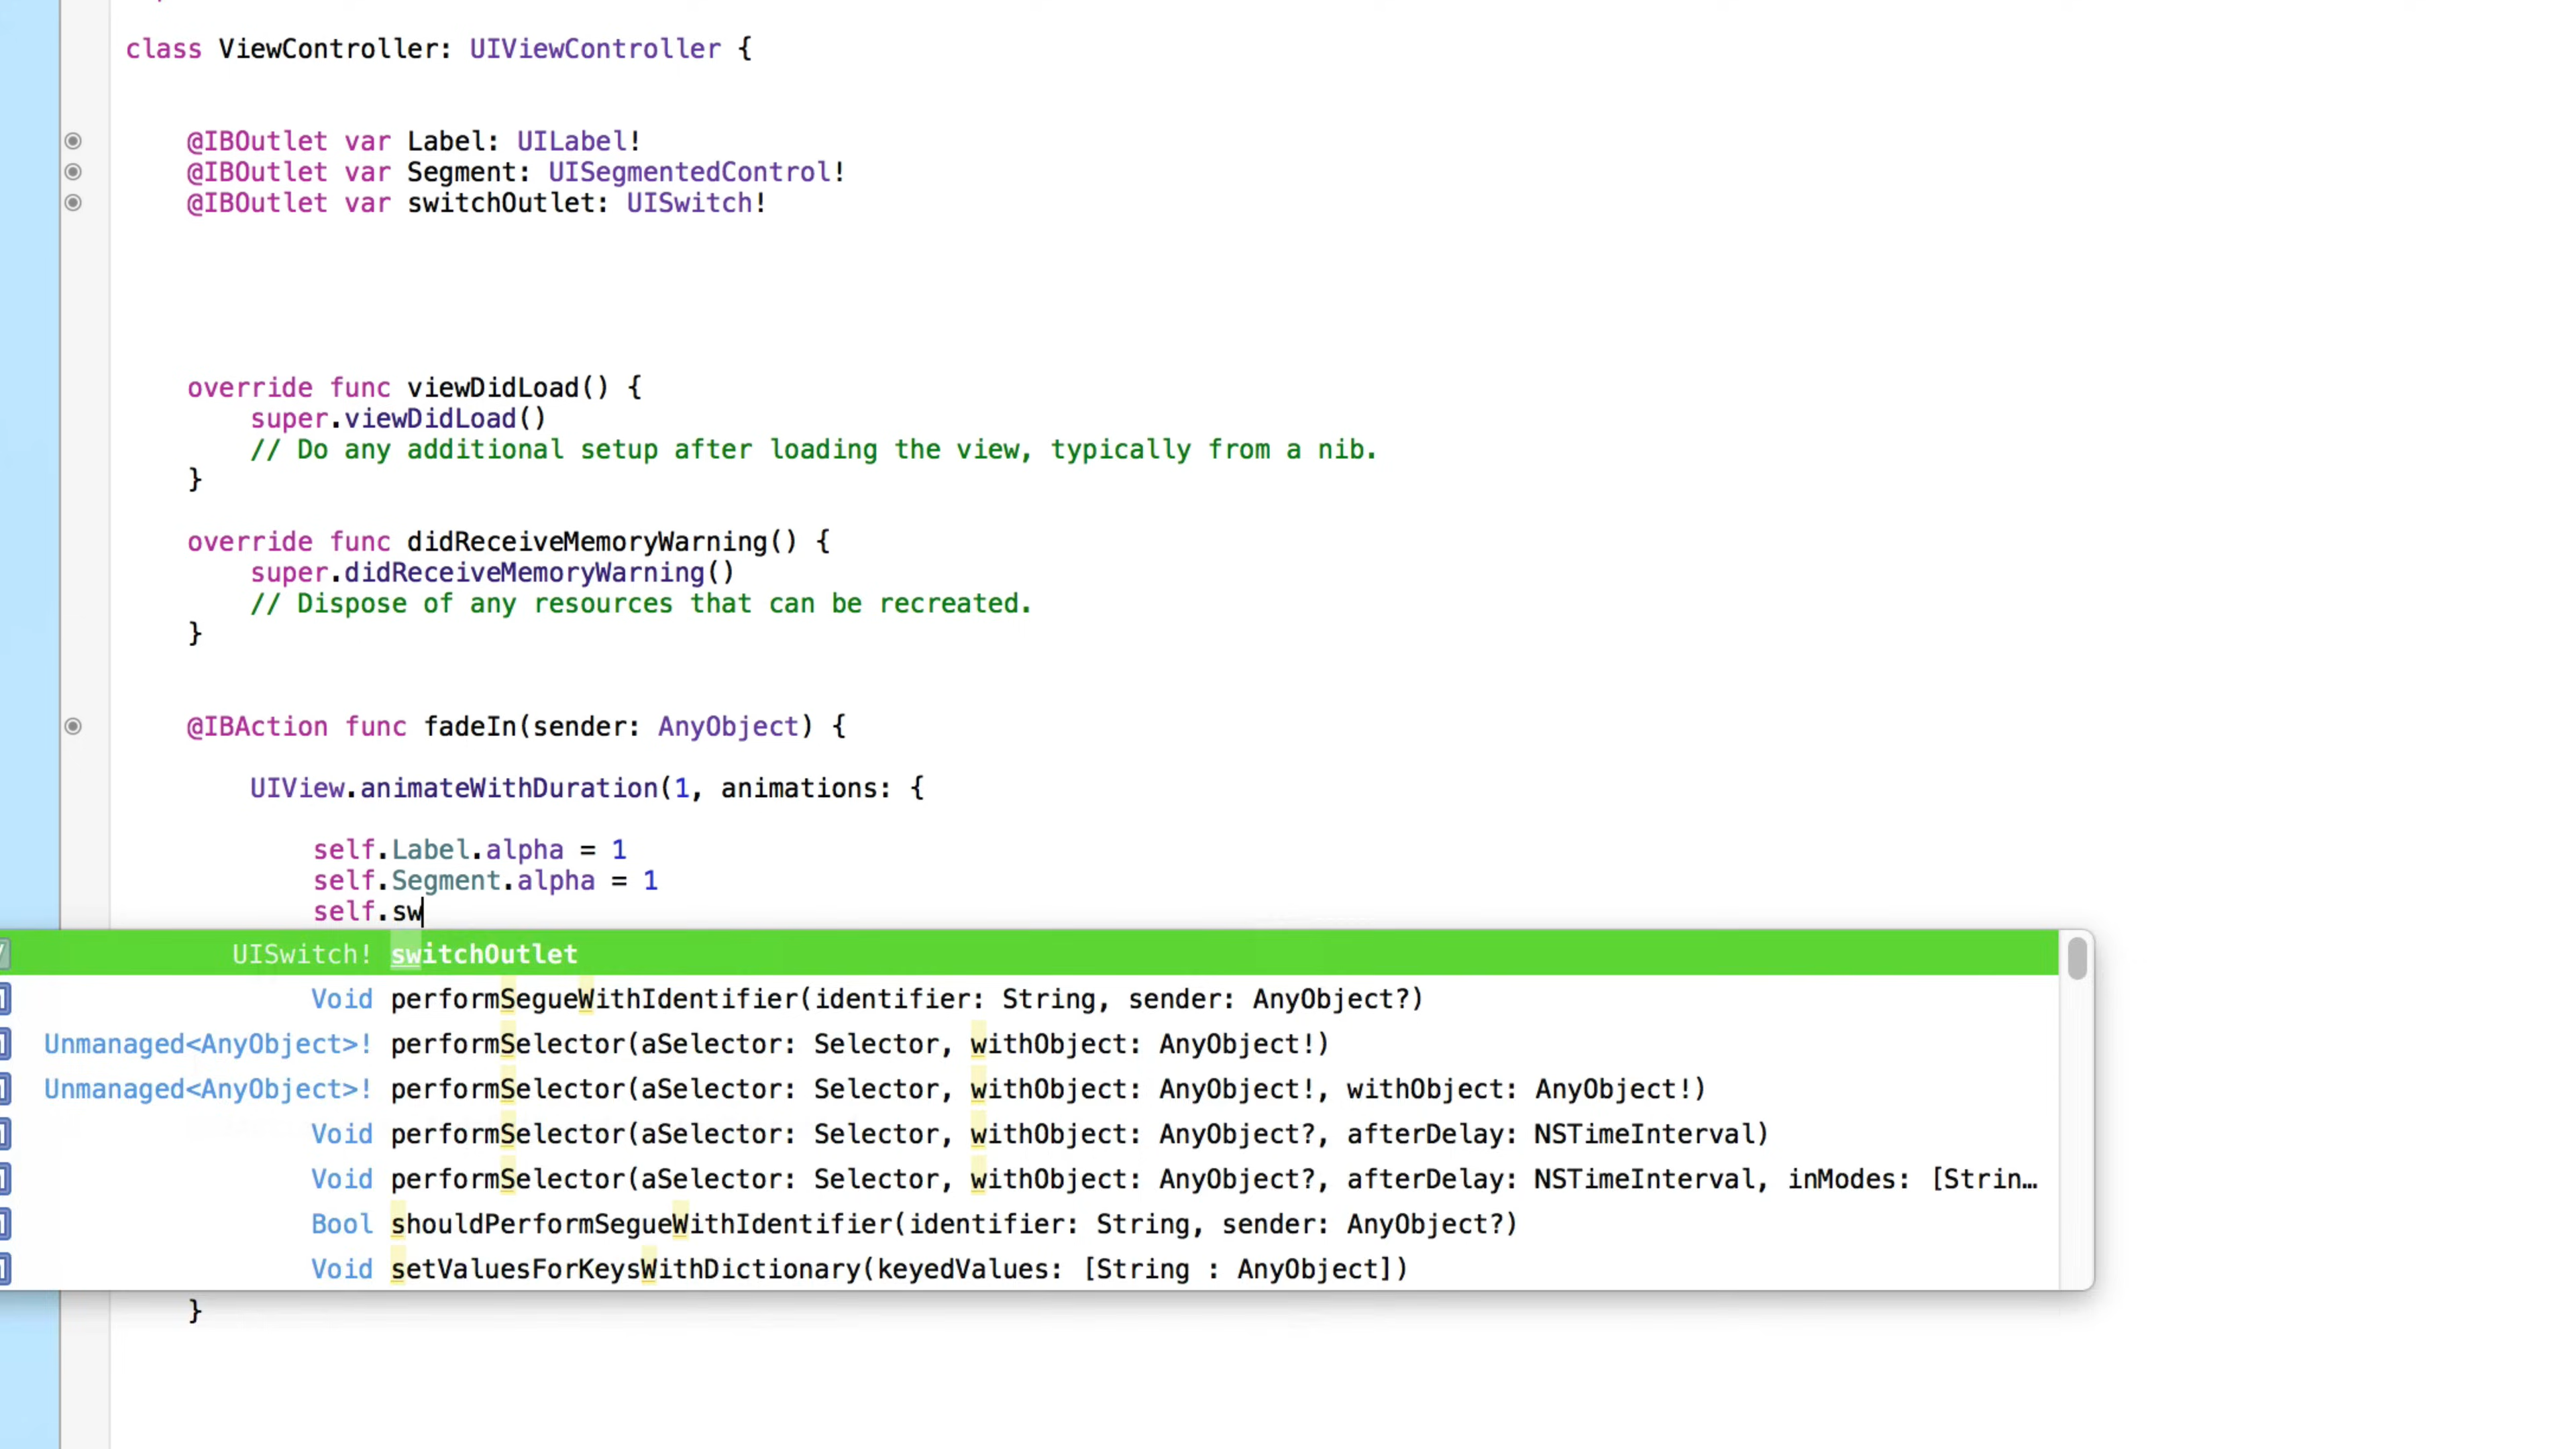 class ViewController: UIViewController {
@IBOutlet var Label: UILabel!
@IBOutlet var Segment: UISegmentedControl!
@IBOutlet var switchOutlet: UISwitch!
override func viewDidLoad() {
super.viewDidLoad()
// Do any additional setup after loading the view, typically from a nib.
}
override func didReceiveMemoryWarning() {
super.didReceiveMemoryWarning()
// Dispose of any resources that can be recreated.
}
@IBAction func fadeIn(sender: AnyObject) {
UIView.animateWithDuration(1, animations: {
self.Label.alpha = 1
self.Segment.alpha = 1
self.sw
UISwitch! switchOutlet
Void performSegueWithIdentifier(identifier: String, sender: AnyObject?)
Unmanaged<AnyObject>! performSelector(aSelector: Selector, withObject: AnyObject!)
Unmanaged<AnyObject>! performSelector(aSelector: Selector, withObject: AnyObject!, withObject: AnyObject!)
Void performSelector(aSelector: Selector, withObject: AnyObject?, afterDelay: NSTimeInterval)
Void performSelector(aSelector: Selector, withObject: AnyObject?, afterDelay: NSTimeInterval, inModes: [Strin…
Bool shouldPerformSegueWithIdentifier(identifier: String, sender: AnyObject?)
Void setValuesForKeysWithDictionary(keyedValues: [String : AnyObject])
}